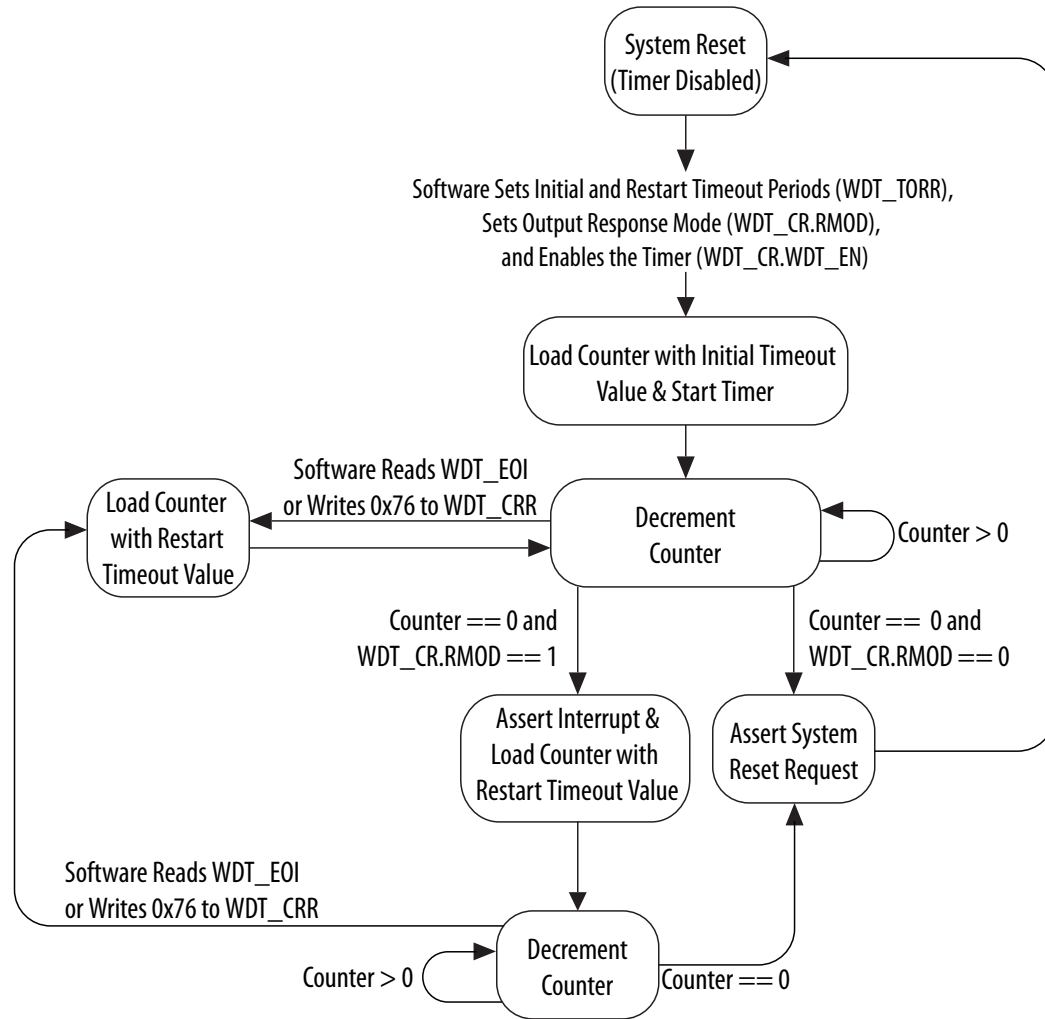 System Reset
(Timer Disabled)
Software Sets Initial and Restart Timeout Periods (WDT_TORR),
Sets Output Response Mode (WDT_CR.RMOD),
and Enables the Timer (WDT_CR.WDT_EN)
Load Counter with Initial Timeout
Value & Start Timer
Software Reads WDT_EOI
or Writes 0x76 to WDT_CRR
Load Counter
with Restart
Timeout Value
Decrement
Counter
Counter > 0
Counter == 0 and
WDT_CR.RMOD == 1
Counter == 0 and
WDT_CR.RMOD == 0
Assert Interrupt &
Load Counter with
Restart Timeout Value
Assert System
Reset Request
Software Reads WDT_EOI
or Writes 0x76 to WDT_CRR
Counter > 0
Decrement
Counter
Counter == 0